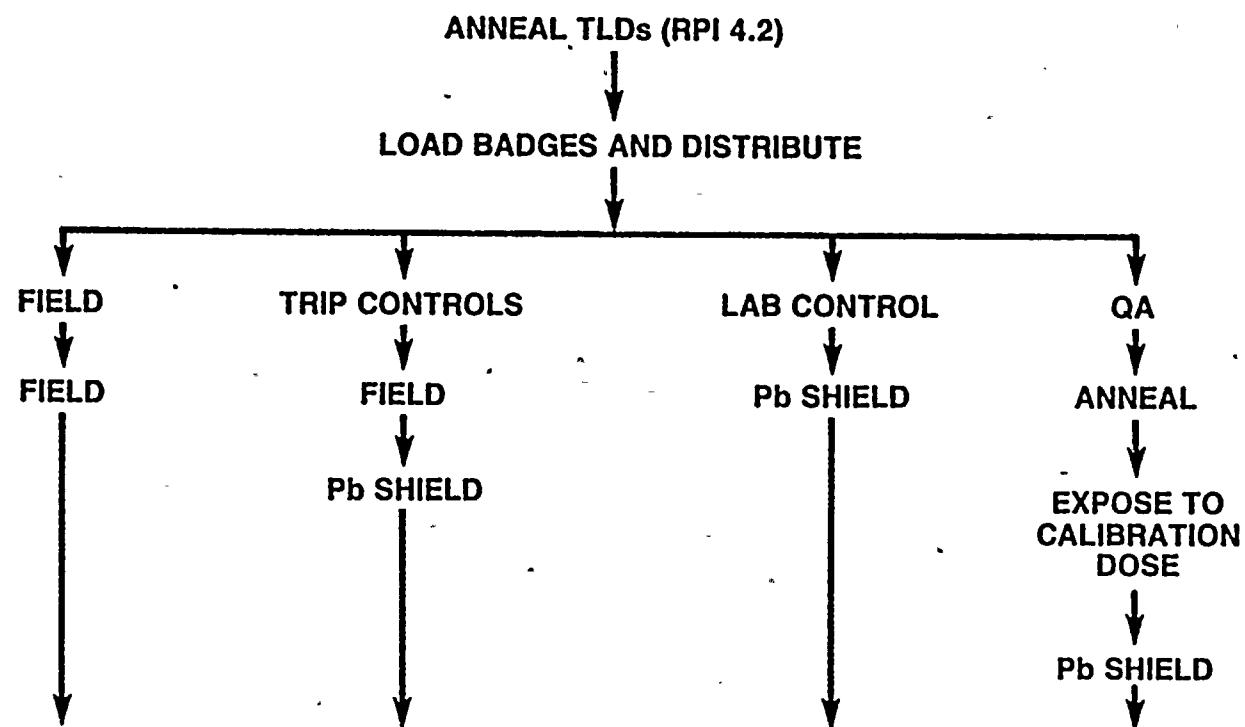 ANNEAL TLDs (RPI 4.2)
LOAD BADGES AND DISTRIBUTE
FIELD
TRIP CONTROLS
LAB CONTROL
QA
FIELD
FIELD
Pb SHIELD
ANNEAL
Pb SHIELD
EXPOSE TO
CALIBRATION
DOSE
Pb SHIELD